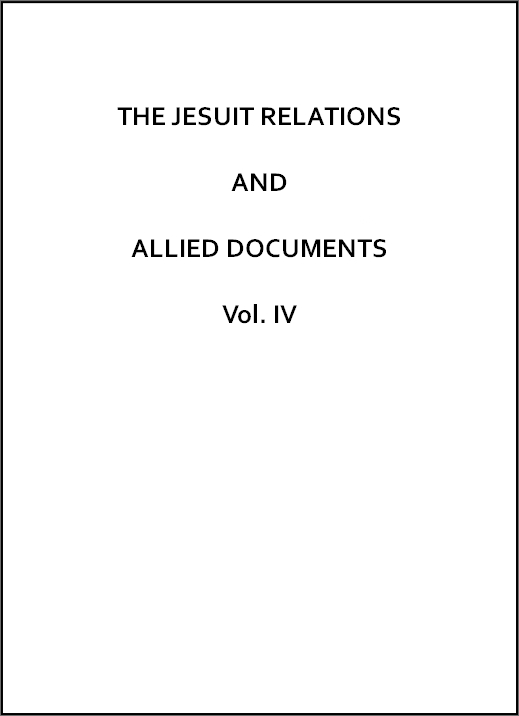 THE JESUIT RELATIONS
AND
ALLIED DOCUMENTS
Vol. IV